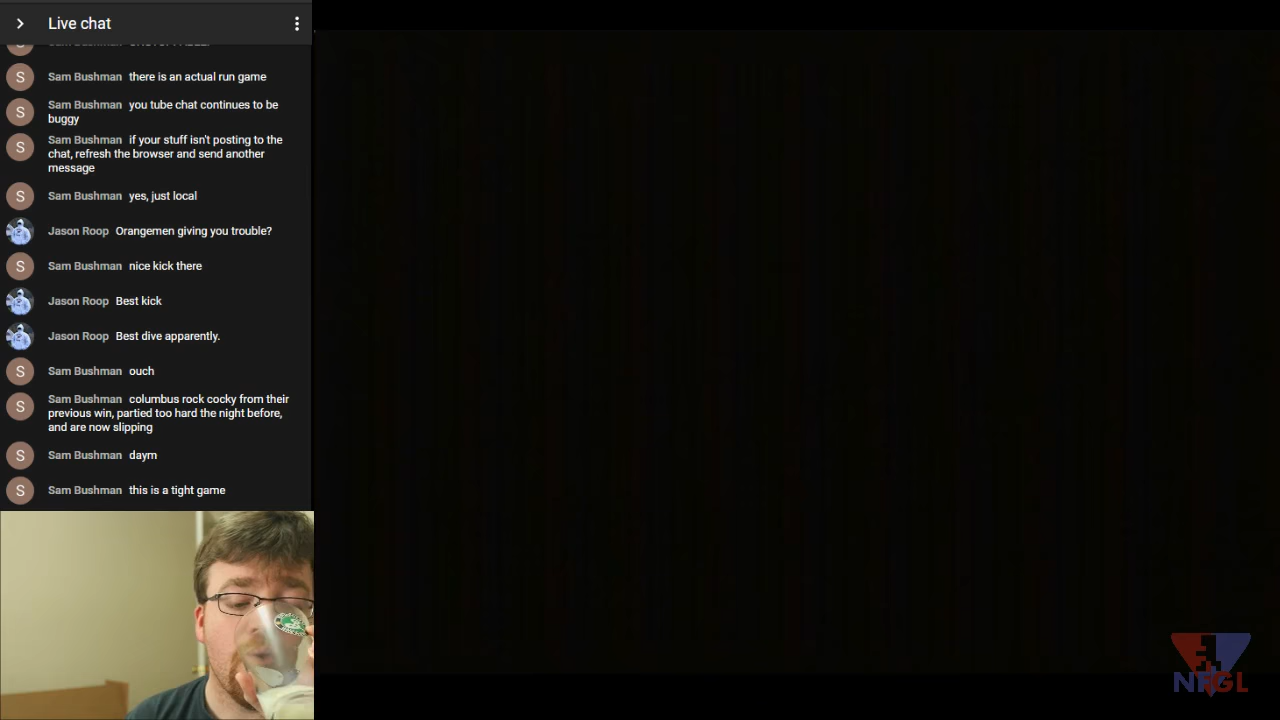 Live chat
Sam Bushman there is an actual run game
Sam Bushman you tube chat continues to be
buggy
Sam Bushman if your stuff isn't posting to the
chat, refresh the browser and send another
message
Sam Bushman yes, just local
Jason Roop Orangemen giving you trouble?
Sam Bushman nice kick there
Jason Roop Best kick
Jason Roop Best dive apparently.
Sam Bushman ouch
Sam Bushman columbus rock cocky from their
previous win, partied too hard the night before,
and are now slipping
Sam Bushman daym
Sam Bushman this is a tight game
S
S
S
S
S
S
S
S
S
NFGL